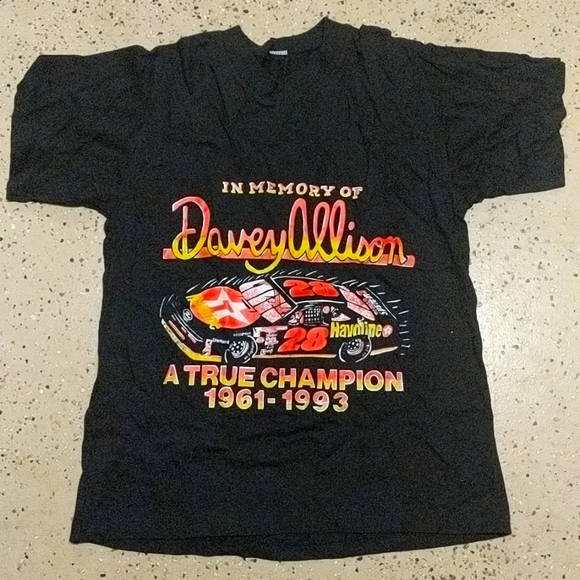 IN MEMORY OF
Davey Allison
28
28 Havoline
A TRUE CHAMPION
1961-1993